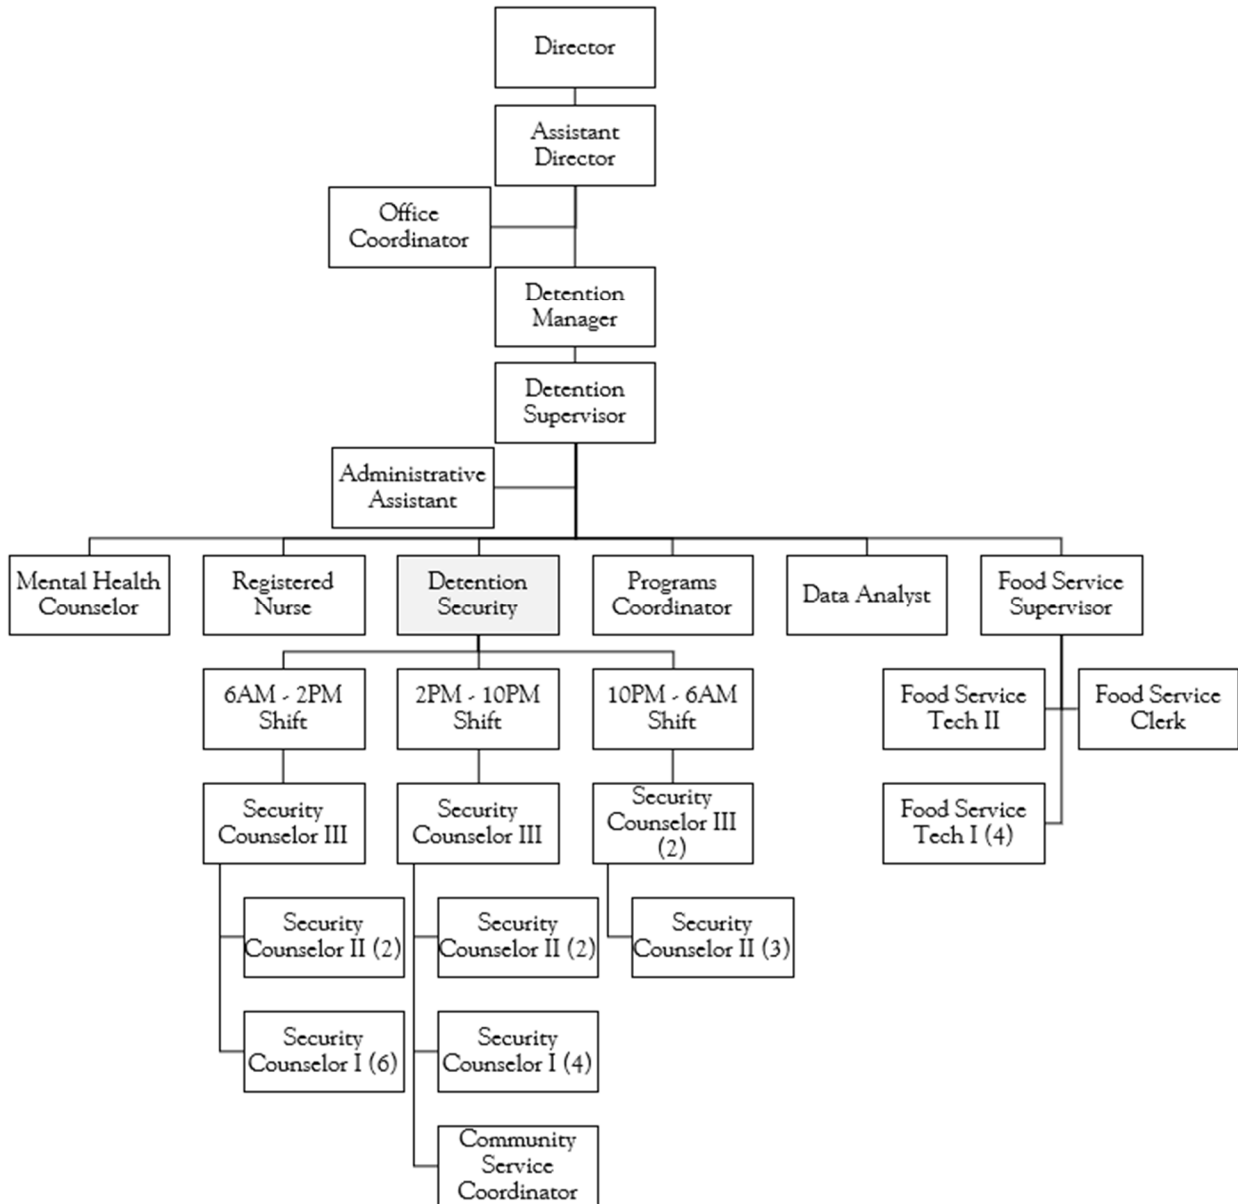 Director
Assistant
Director
Office
Coordinator
Detention
Manager
Detention
Supervisor
Administrative
Assistant
Mental Health
Counselor
Registered
Nurse
Detention
Security
Programs
Coordinator
Data Analyst
Food Service
Supervisor
6AM - 2PM
Shift
2PM - 10PM
Shift
10PM - 6AM
Shift
Food Service
Tech II
Food Service
Clerk
Security
Counselor III
Security
Counselor III
Security
Counselor III
(2)
Food Service
Tech I (4)
Security
Counselor II (2)
Security
Counselor II (2)
Security
Counselor II (3)
Security
Counselor I (6)
Security
Counselor I (4)
Community
Service
Coordinator